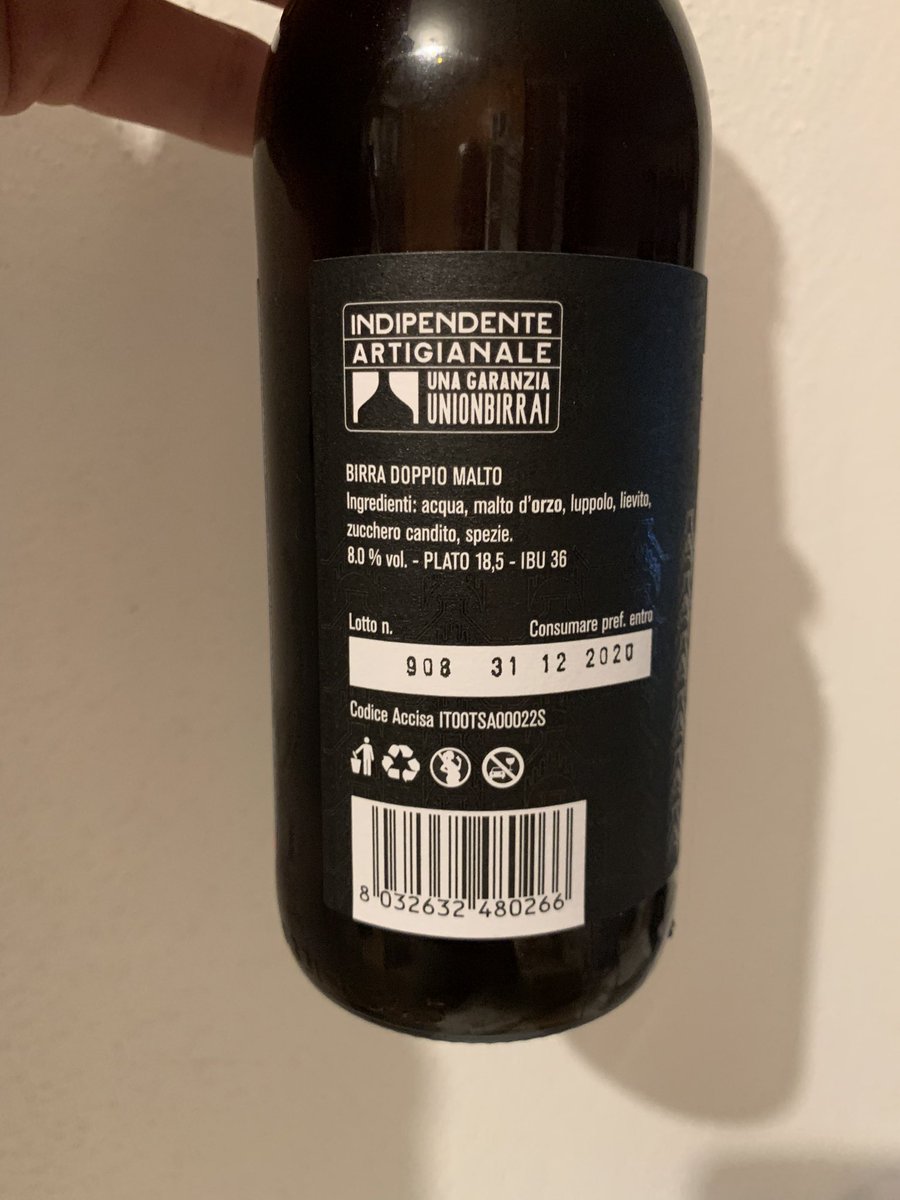 INDIPENDENTE
ARTIGIANALE
UNA GARANZIA
UNIONBIRRAI
BIRRA DOPPIO MALTO
Ingredienti: acqua, malto d'orzo, luppolo, lievito,
zucchero candito, spezie.
8.0 % vol. - PLATO 18,5 - IBU 36
Lotto n. Consumare pref. entro
908 31 12 2020
Codice Accisa IT00TSA00022S
8 032632 480266